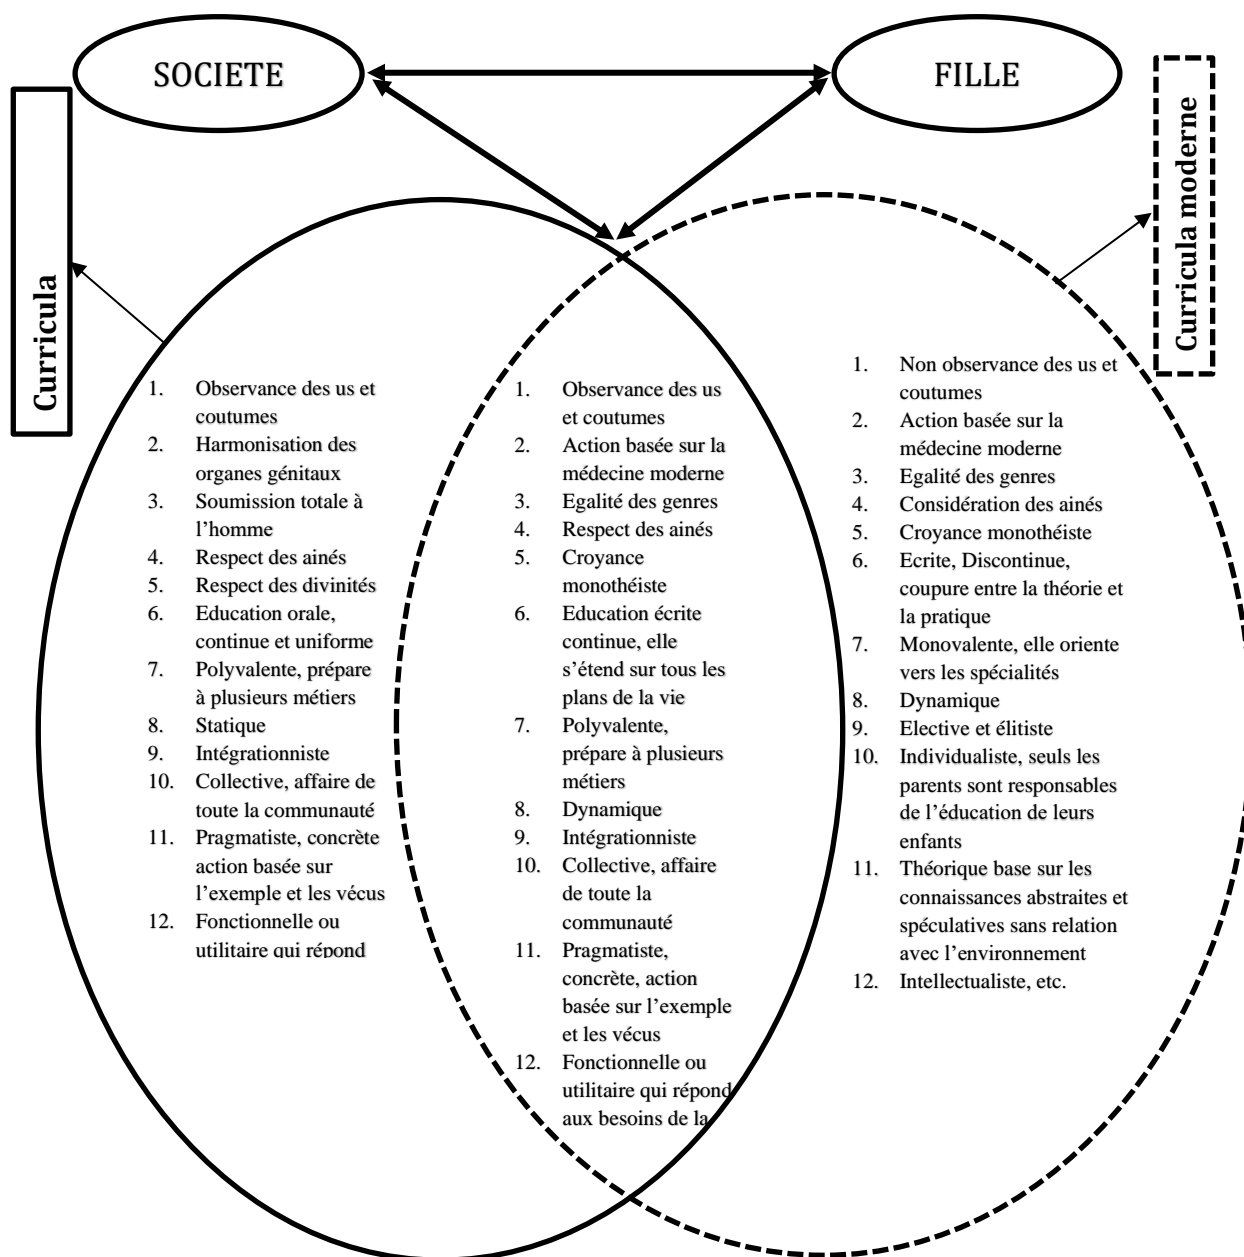 SOCIETE
FILLE
Curricula
Curricula moderne
1. Observance des us et
coutumes
2. Harmonisation des
organes génitaux
3. Soumission totale à
l’homme
4. Respect des ainés
5. Respect des divinités
6. Education orale,
continue et uniforme
7. Polyvalente, prépare
à plusieurs métiers
8. Statique
9. Intégrationniste
10. Collective, affaire de
toute la communauté
11. Pragmatiste, concrète
action basée sur
l’exemple et les vécus
12. Fonctionnelle ou
utilitaire qui répond
1. Observance des us
et coutumes
2. Action basée sur la
médecine moderne
3. Egalité des genres
4. Respect des ainés
5. Croyance
monothéiste
6. Education écrite
continue, elle
s’étend sur tous les
plans de la vie
7. Polyvalente,
prépare à plusieurs
métiers
8. Dynamique
9. Intégrationniste
10. Collective, affaire
de toute la
communauté
11. Pragmatiste,
concrète, action
basée sur l’exemple
et les vécus
12. Fonctionnelle ou
utilitaire qui répond
aux besoins de la
1. Non observance des us et
coutumes
2. Action basée sur la
médecine moderne
3. Egalité des genres
4. Considération des ainés
5. Croyance monothéiste
6. Ecrite, Discontinue,
coupure entre la théorie et
la pratique
7. Monovalente, elle oriente
vers les spécialités
8. Dynamique
9. Elective et élitiste
10. Individualiste, seuls les
parents sont responsables
de l’éducation de leurs
enfants
11. Théorique base sur les
connaissances abstraites et
spéculatives sans relation
avec l’environnement
12. Intellectualiste, etc.